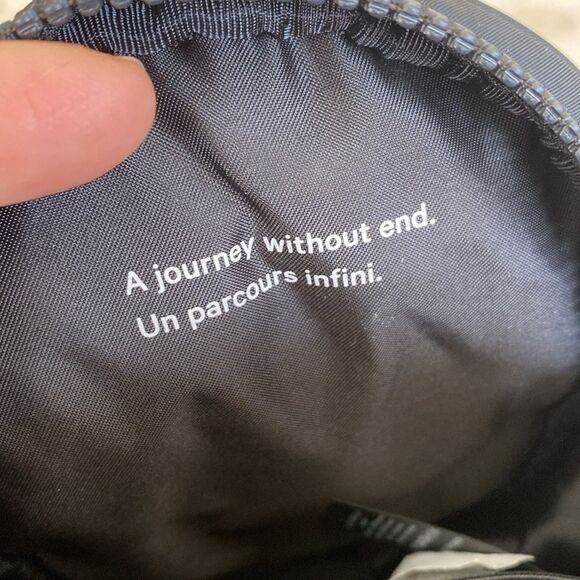 A journey without end.
Un parcours infini.